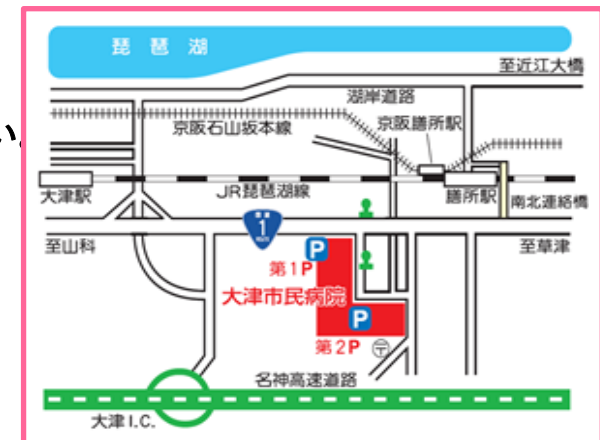 琵琶湖
至近江大橋
湖岸道路
い。
京阪石山坂本線
京阪膳所駅
大津駅
JR琵琶湖線
膳所駅
南北連絡橋
1
至山科
P
至草津
第1P
大津市民病院
P
第2P
〒
名神高速道路
大津I.C.